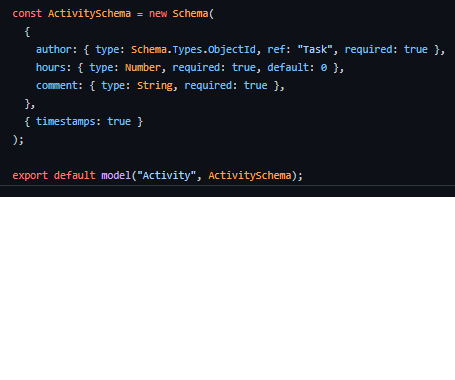 const ActivitySchema = new Schema(
  {
    author: { type: Schema.Types.ObjectId, ref: "Task", required: true },
    hours: { type: Number, required: true, default: 0 },
    comment: { type: String, required: true },
  },
  { timestamps: true }
);

export default model("Activity", ActivitySchema);